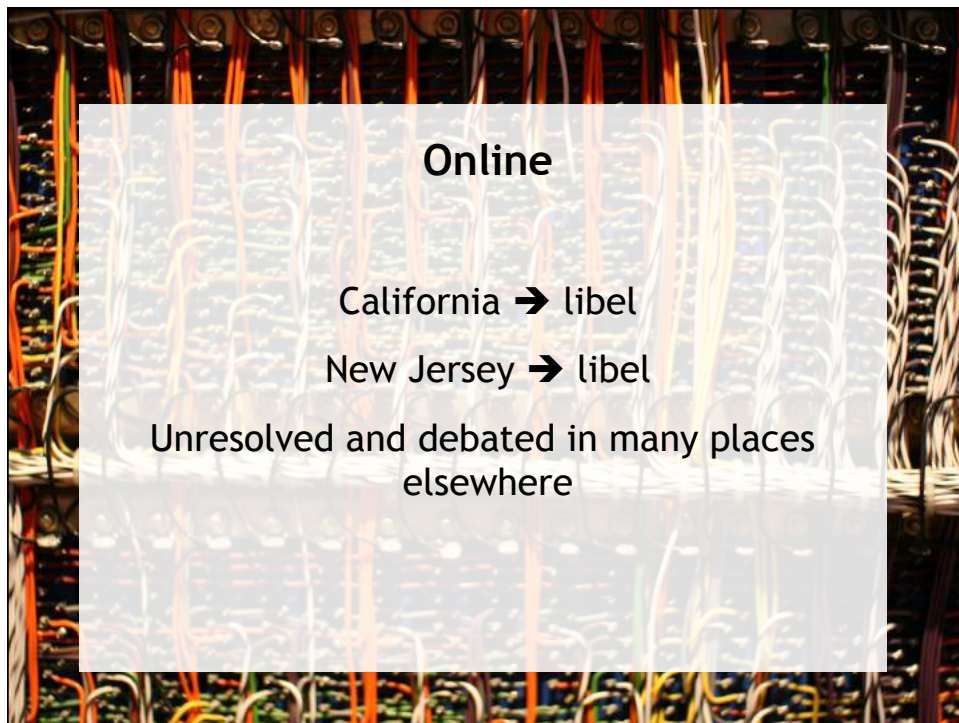 Online
California ➔ libel
New Jersey ➔ libel
Unresolved and debated in many places
elsewhere